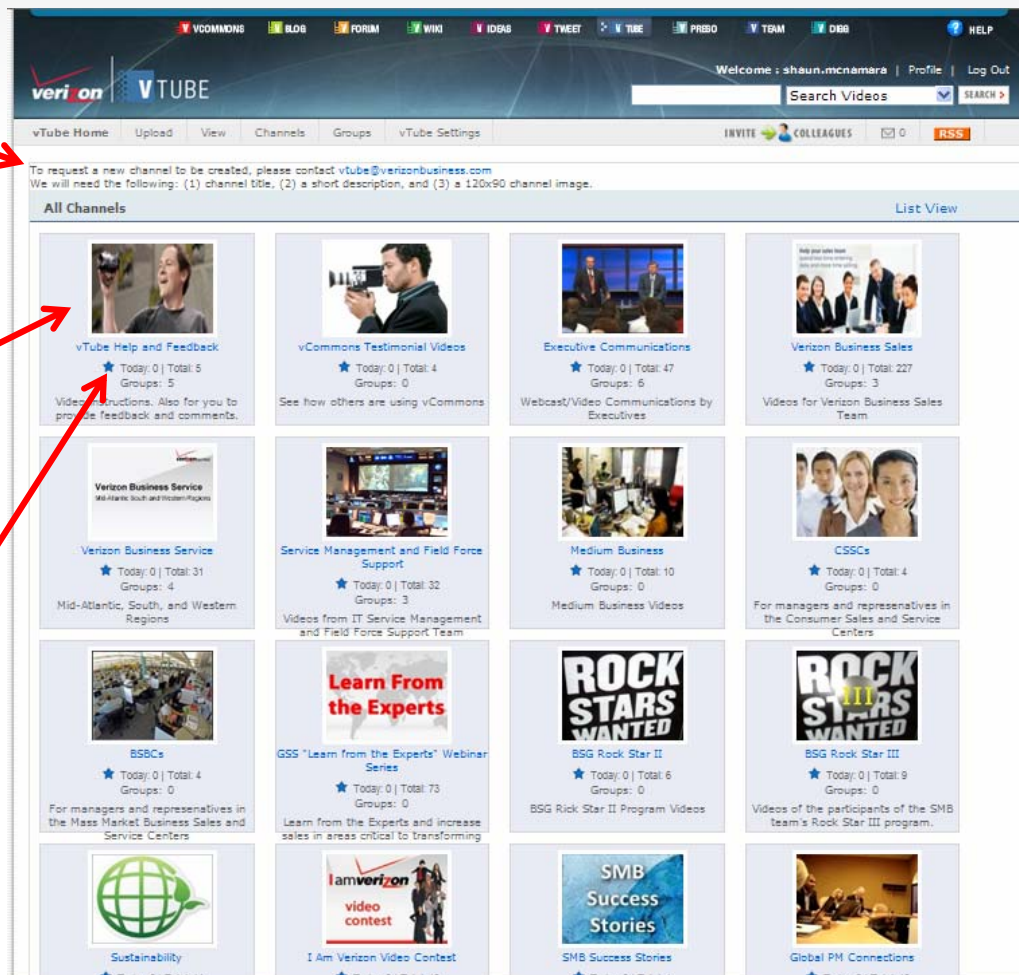 VCOMMONS V BLOG V FORUM V WIKI V IDEAS V TWEET V TUBE V PREBO V TEAM V DIGG HELP
Welcome : shaun.mcnamara | Profile | Log Out
verizon V TUBE
Search Videos SEARCH >
vTube Home Upload View Channels Groups vTube Settings INVITE COLLEAGUES 0 RSS
To request a new channel to be created, please contact vtube@verizonbusiness.com
We will need the following: (1) channel title, (2) a short description, and (3) a 120x90 channel image.
All Channels List View
vTube Help and Feedback
Today: 0 | Total: 5
Groups: 5
Video instructions. Also for you to
provide feedback and comments.
vCommons Testimonial Videos
Today: 0 | Total: 4
Groups: 0
See how others are using vCommons
Executive Communications
Today: 0 | Total: 47
Groups: 6
Webcast/Video Communications by
Executives
Help your sales team
Verizon Business Sales
Today: 0 | Total: 227
Groups: 3
Videos for Verizon Business Sales
Team
verizon
Verizon Business Service
Mid-Atlantic South and Western Regions
Verizon Business Service
Today: 0 | Total: 31
Groups: 4
Mid-Atlantic, South, and Western
Regions
Service Management and Field Force
Support
Today: 0 | Total: 32
Groups: 3
Videos from IT Service Management
and Field Force Support Team
Medium Business
Today: 0 | Total: 10
Groups: 0
Medium Business Videos
CSSCs
Today: 0 | Total: 4
Groups: 0
For managers and represenatives in
the Consumer Sales and Service
Centers
BSBCs
Today: 0 | Total: 4
Groups: 0
For managers and represenatives in
the Mass Market Business Sales and
Service Centers
Learn From
the Experts
GSS "Learn from the Experts" Webinar
Series
Today: 0 | Total: 73
Groups: 0
Learn from the Experts and increase
sales in areas critical to transforming
ROCK
STARS
WANTED
BSG Rock Star II
Today: 0 | Total: 6
Groups: 0
BSG Rick Star II Program Videos
ROCK
STARS
WANTED
III
BSG Rock Star III
Today: 0 | Total: 9
Groups: 0
Videos of the participants of the SMB
team's Rock Star III program.
Sustainability
I am verizon
video
contest
I Am Verizon Video Contest
SMB
Success
Stories
SMB Success Stories
Global PM Connections